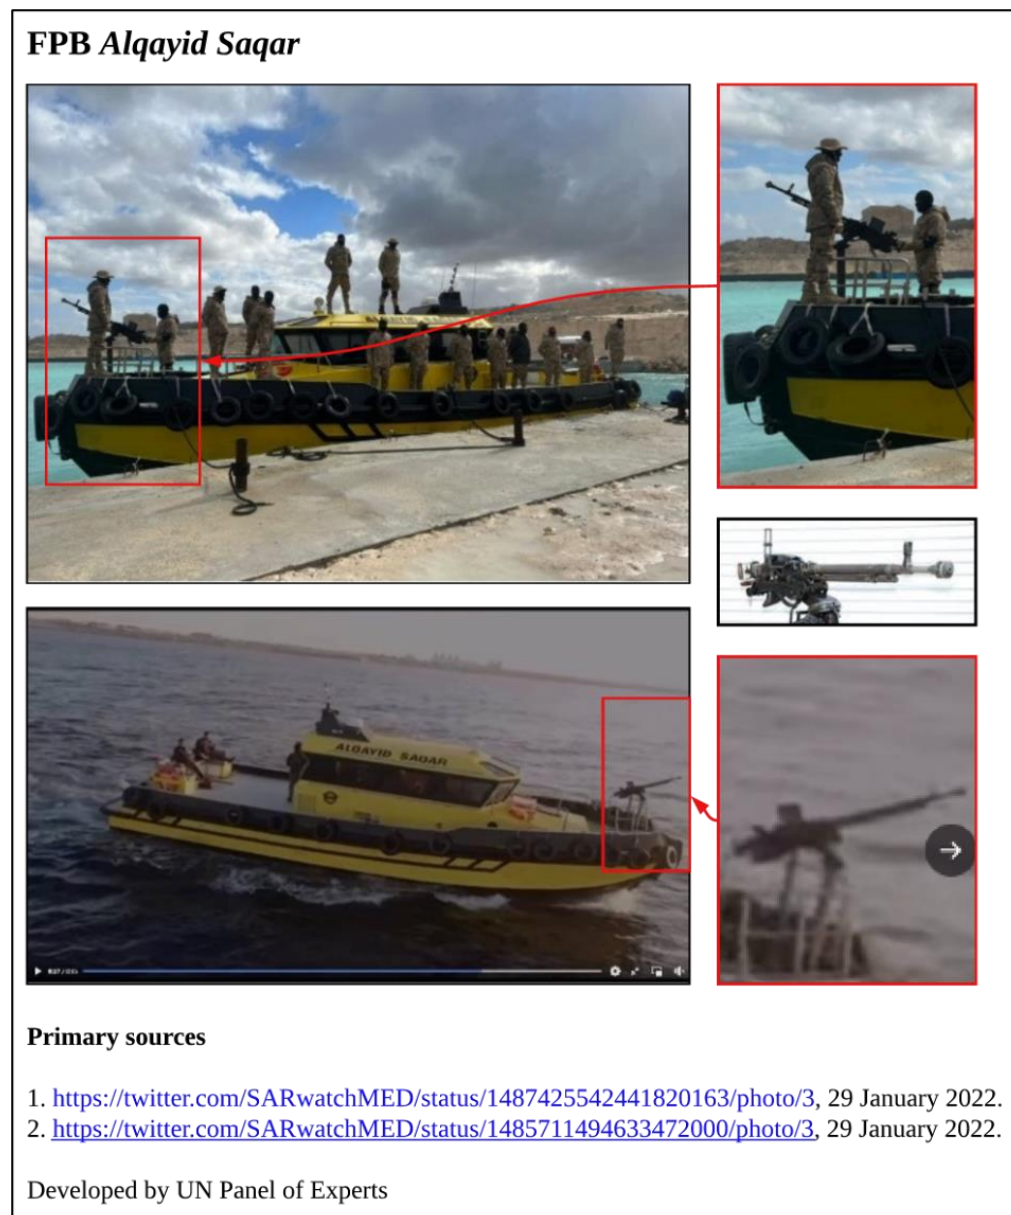 FPB Alqayid Saqar
ALQAYID SAQAR
Primary sources
1. https://twitter.com/SARwatchMED/status/1487425542441820163/photo/3, 29 January 2022.
2. https://twitter.com/SARwatchMED/status/1485711494633472000/photo/3, 29 January 2022.
Developed by UN Panel of Experts